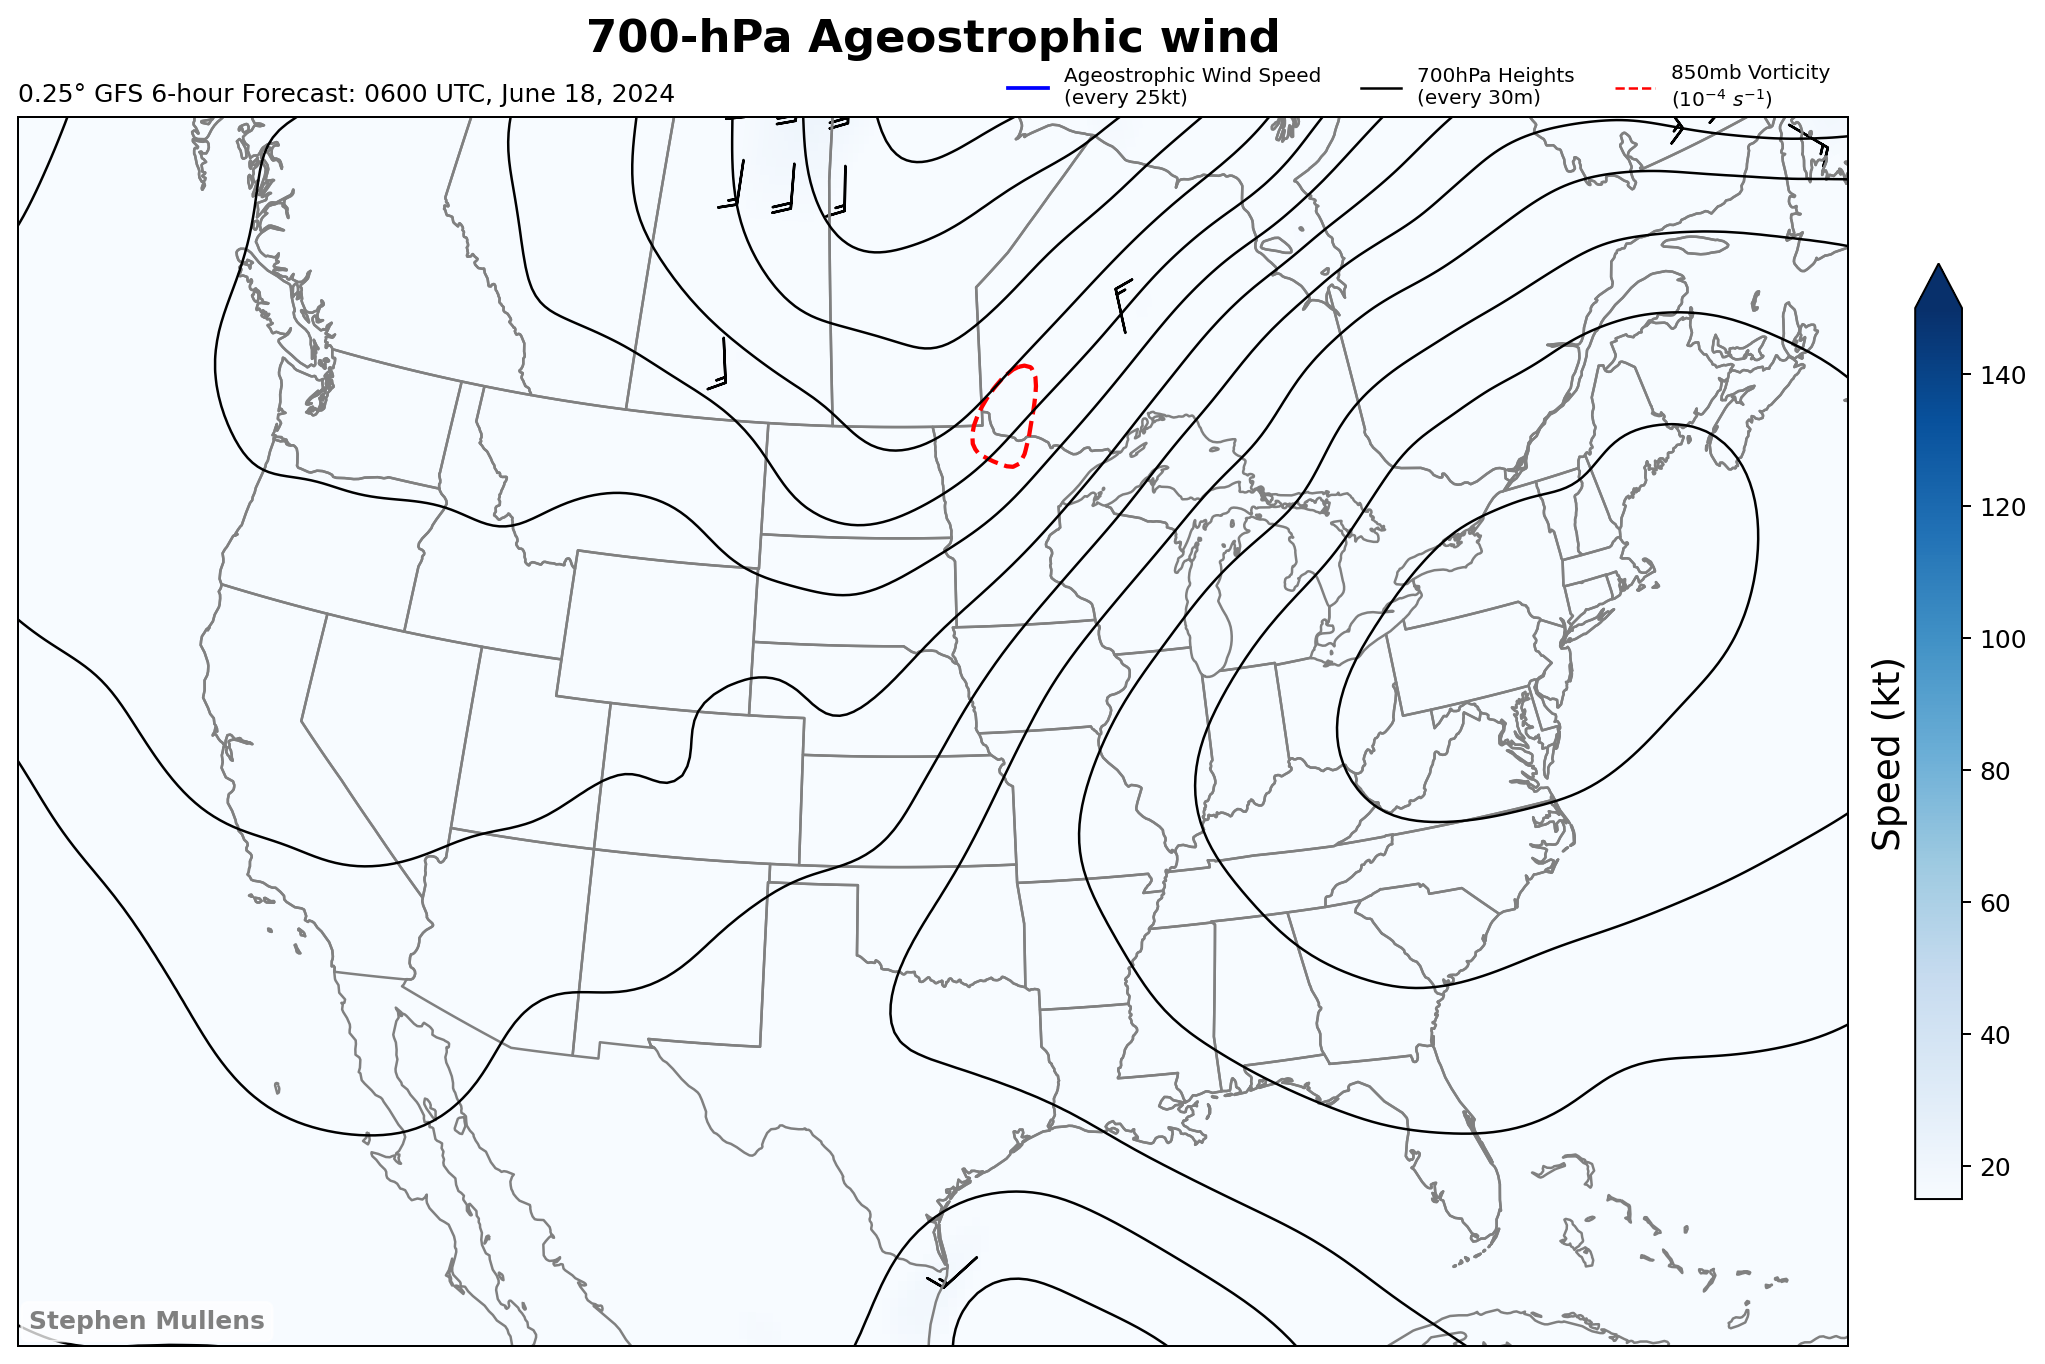 700-hPa Ageostrophic wind
0.25° GFS 6-hour Forecast: 0600 UTC, June 18, 2024
Ageostrophic Wind Speed
(every 25kt)
700hPa Heights
(every 30m)
850mb Vorticity
(10⁻⁴ s⁻¹)
140
120
100
80
60
40
20
Speed (kt)
Stephen Mullens